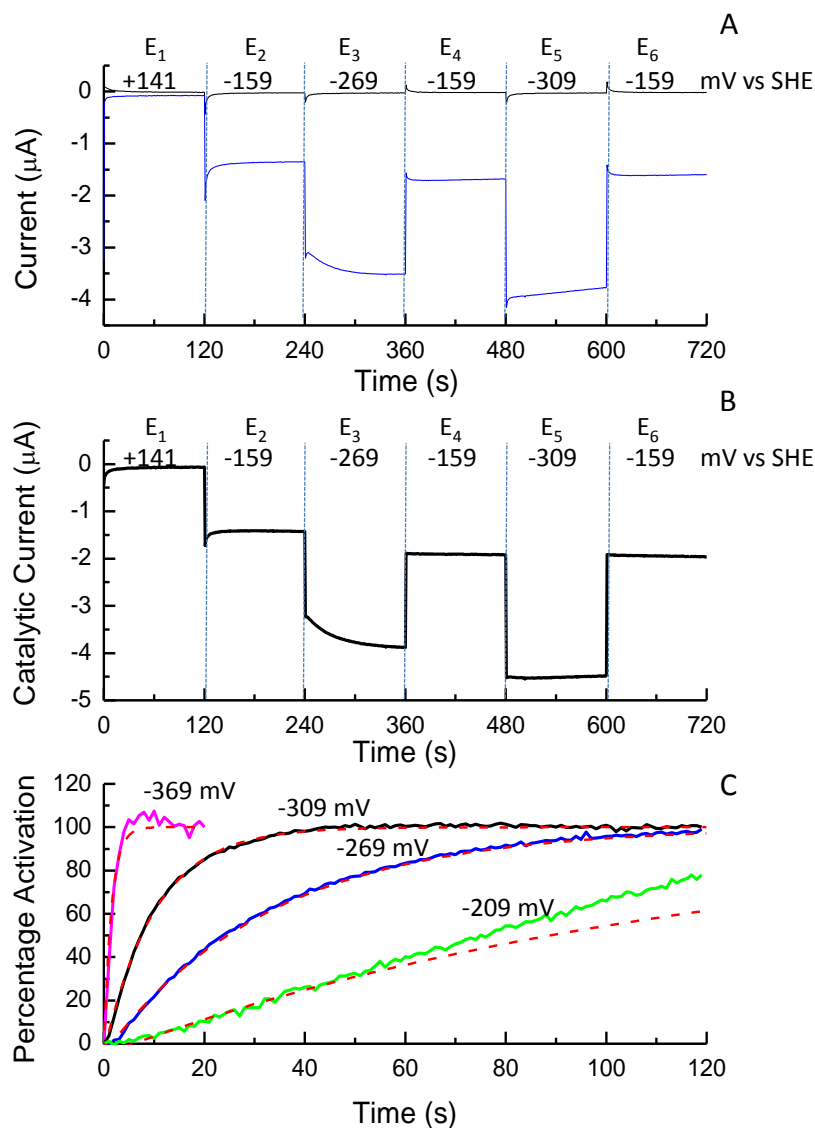 A
E1 E2 E3 E4 E5 E6
+141 -159 -269 -159 -309 -159 mV vs SHE
0
-1
-2
-3
-4
Current (μA)
0 120 240 360 480 600 720
Time (s)
B
E1 E2 E3 E4 E5 E6
+141 -159 -269 -159 -309 -159 mV vs SHE
0
-1
-2
-3
-4
-5
Catalytic Current (μA)
0 120 240 360 480 600 720
Time (s)
C
120
100
80
60
40
20
0
Percentage Activation
-369 mV
-309 mV
-269 mV
-209 mV
0 20 40 60 80 100 120
Time (s)